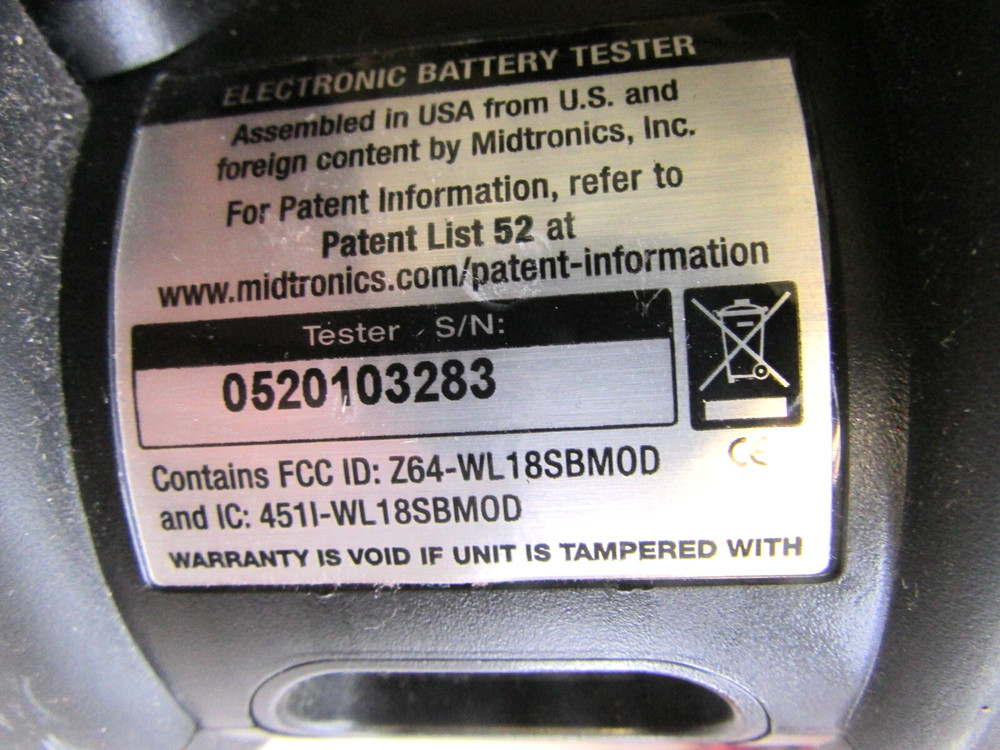 ELECTRONIC BATTERY TESTER
Assembled in USA from U.S. and
foreign content by Midtronics, Inc.
For Patent Information, refer to
Patent List 52 at
www.midtronics.com/patent-information
Tester S/N:
0520103283
Contains FCC ID: Z64-WL18SBMOD
and IC: 451I-WL18SBMOD
CE
WARRANTY IS VOID IF UNIT IS TAMPERED WITH